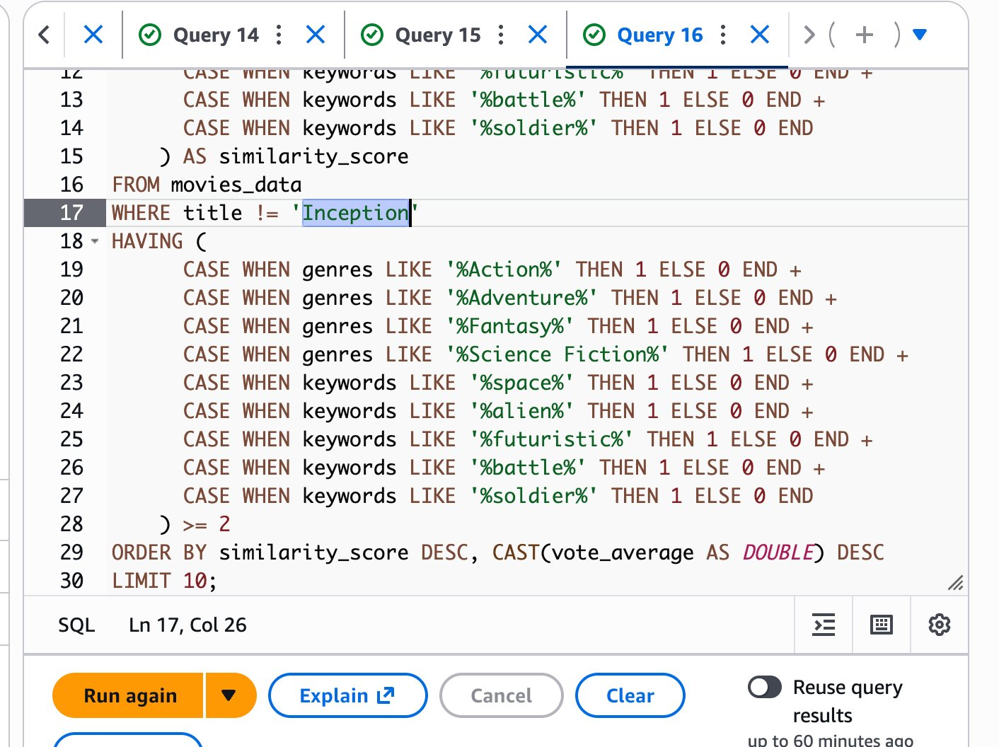 Query 14
Query 15
Query 16
12 CASE WHEN keywords LIKE '%futuristic%' THEN 1 ELSE 0 END +
13 CASE WHEN keywords LIKE '%battle%' THEN 1 ELSE 0 END +
14 CASE WHEN keywords LIKE '%soldier%' THEN 1 ELSE 0 END
15 ) AS similarity_score
16 FROM movies_data
17 WHERE title != 'Inception'
18 HAVING (
19 CASE WHEN genres LIKE '%Action%' THEN 1 ELSE 0 END +
20 CASE WHEN genres LIKE '%Adventure%' THEN 1 ELSE 0 END +
21 CASE WHEN genres LIKE '%Fantasy%' THEN 1 ELSE 0 END +
22 CASE WHEN genres LIKE '%Science Fiction%' THEN 1 ELSE 0 END +
23 CASE WHEN keywords LIKE '%space%' THEN 1 ELSE 0 END +
24 CASE WHEN keywords LIKE '%alien%' THEN 1 ELSE 0 END +
25 CASE WHEN keywords LIKE '%futuristic%' THEN 1 ELSE 0 END +
26 CASE WHEN keywords LIKE '%battle%' THEN 1 ELSE 0 END +
27 CASE WHEN keywords LIKE '%soldier%' THEN 1 ELSE 0 END
28 ) >= 2
29 ORDER BY similarity_score DESC, CAST(vote_average AS DOUBLE) DESC
30 LIMIT 10;
SQL Ln 17, Col 26
Run again
Explain
Cancel
Clear
Reuse query
results
up to 60 minutes ago